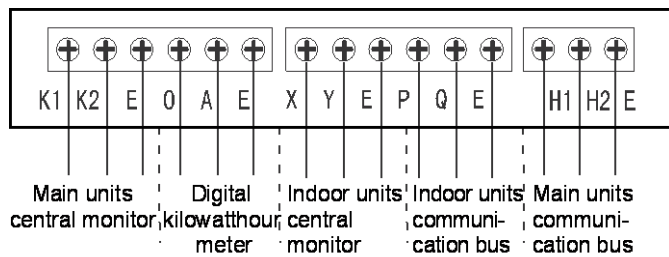 K1 K2 E O A E X Y E P Q E H1 H2 E
Main units
central monitor
Digital
kilowatthour
meter
Indoor units
central
monitor
Indoor units
communi-
cation bus
Main units
communi-
cation bus